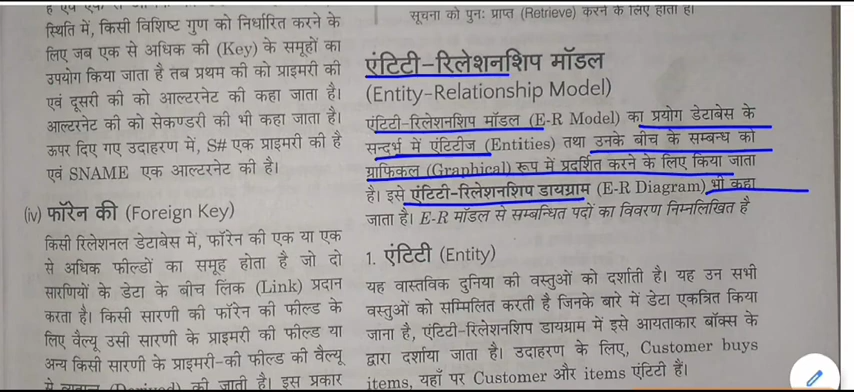 स्थिति में, किसी विशिष्ट गुण को निर्धारित करने के
लिए जब एक से अधिक की (Key) के समूहों का
उपयोग किया जाता है तब प्रथम की को प्राइमरी की
एवं दूसरी की को आल्टरनेट की कहा जाता है।
आल्टरनेट की को सेकण्डरी की भी कहा जाता है।
ऊपर दिए गए उदाहरण में, S# एक प्राइमरी की है
एवं SNAME एक आल्टरनेट की है।
(iv) फॉरेन की (Foreign Key)
किसी रिलेशनल डेटाबेस में, फॉरेन की एक या एक
से अधिक फील्डों का समूह होता है जो दो
सारणियों के डेटा के बीच लिंक (Link) प्रदान
करता है। किसी सारणी की फॉरेन की फील्ड के
लिए वैल्यू उसी सारणी के प्राइमरी की फील्ड या
अन्य किसी सारणी के प्राइमरी-की फील्ड की वैल्यू
की जाती है। इस प्रकार
सूचना को पुनः प्राप्त (Retrieve) करने के लिए होता है।
एंटिटी-रिलेशनशिप मॉडल
(Entity-Relationship Model)
एंटिटी-रिलेशनशिप मॉडल (E-R Model) का प्रयोग डेटाबेस के
सन्दर्भ में एंटिटीज (Entities) तथा उनके बीच के सम्बन्ध को
ग्राफिकल (Graphical) रूप में प्रदर्शित करने के लिए किया जाता
है। इसे एंटिटी-रिलेशनशिप डायग्राम (E-R Diagram) भी कहा
जाता है। E-R मॉडल से सम्बन्धित पदों का विवरण निम्नलिखित है
1. एंटिटी (Entity)
यह वास्तविक दुनिया की वस्तुओं को दर्शाती है। यह उन सभी
वस्तुओं को सम्मिलित करती है जिनके बारे में डेटा एकत्रित किया
जाना है, एंटिटी-रिलेशनशिप डायग्राम में इसे आयताकार बॉक्स के
द्वारा दर्शाया जाता है। उदाहरण के लिए, Customer buys
items, यहाँ पर Customer और items एंटिटी हैं।